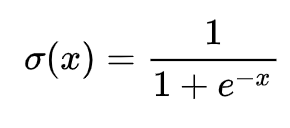 σ(x) = 1 / (1 + e^{-x})